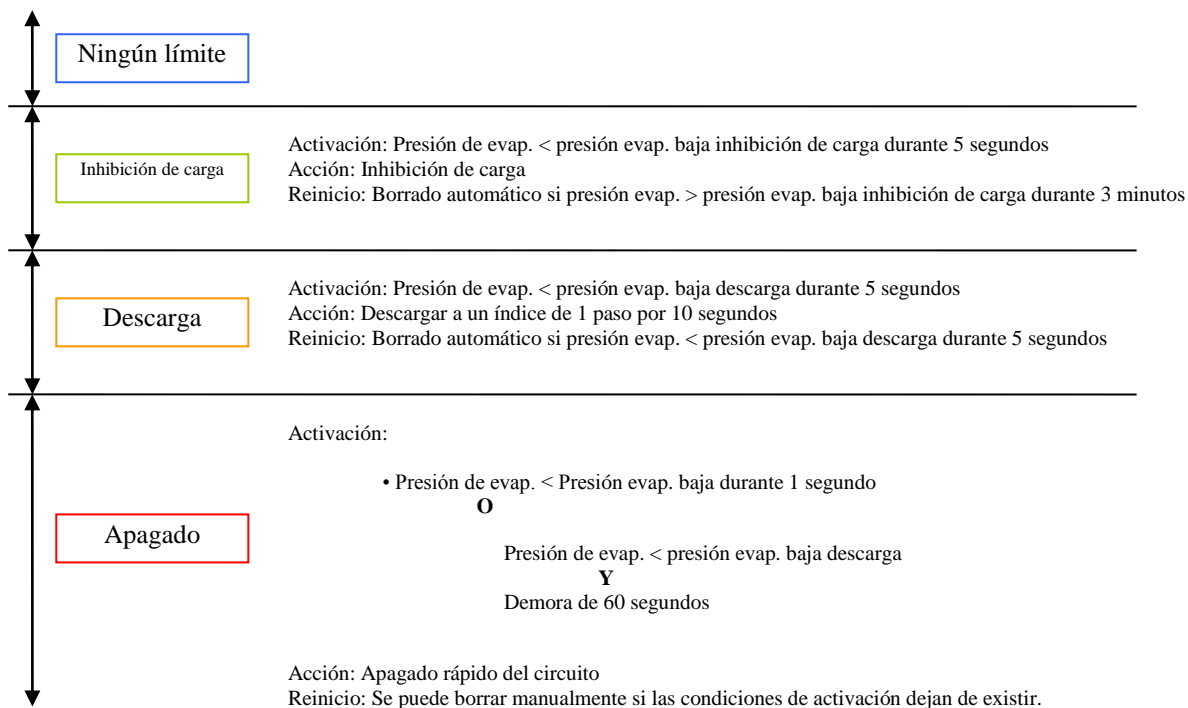 Ningún límite
Inhibición de carga
Activación: Presión de evap. < presión evap. baja inhibición de carga durante 5 segundos
Acción: Inhibición de carga
Reinicio: Borrado automático si presión evap. > presión evap. baja inhibición de carga durante 3 minutos
Descarga
Activación: Presión de evap. < presión evap. baja descarga durante 5 segundos
Acción: Descargar a un índice de 1 paso por 10 segundos
Reinicio: Borrado automático si presión evap. < presión evap. baja descarga durante 5 segundos
Apagado
Activación:
• Presión de evap. < Presión evap. baja durante 1 segundo
O
Presión de evap. < presión evap. baja descarga
Y
Demora de 60 segundos
Acción: Apagado rápido del circuito
Reinicio: Se puede borrar manualmente si las condiciones de activación dejan de existir.